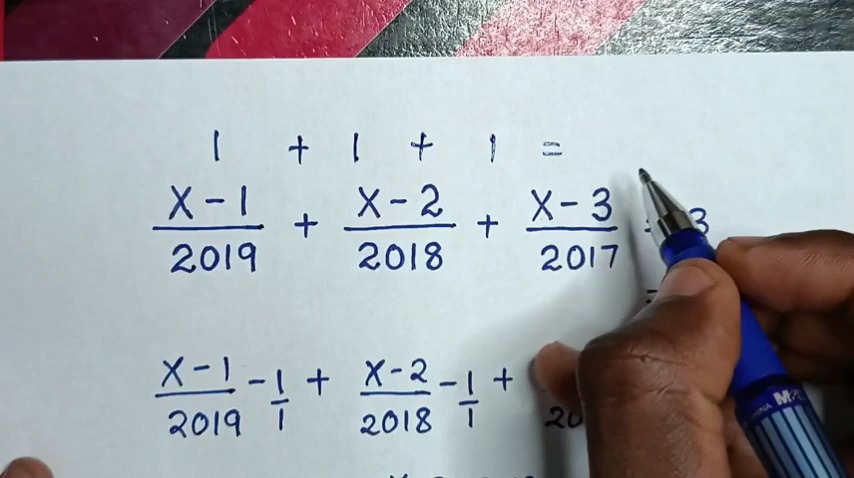 1 + 1 + 1 =
x-1/2019 + x-2/2018 + x-3/2017 = 3
x-1/2019 - 1/1 + x-2/2018 - 1/1 +